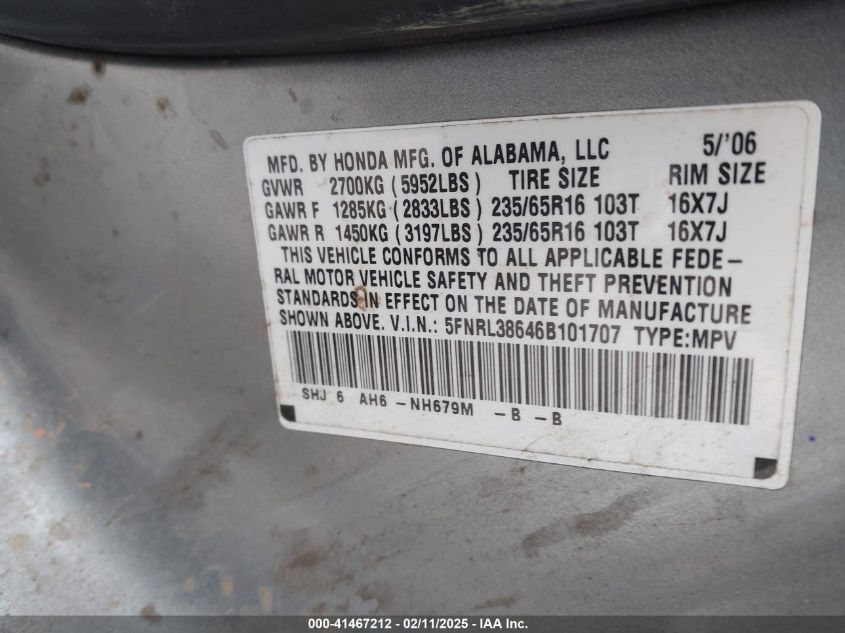 MFD. BY HONDA MFG. OF ALABAMA, LLC 5/'06
GVWR 2700KG (5952LBS) TIRE SIZE RIM SIZE
GAWR F 1285KG (2833LBS) 235/65R16 103T 16X7J
GAWR R 1450KG (3197LBS) 235/65R16 103T 16X7J
THIS VEHICLE CONFORMS TO ALL APPLICABLE FEDE-
RAL MOTOR VEHICLE SAFETY AND THEFT PREVENTION
STANDARDS IN EFFECT ON THE DATE OF MANUFACTURE
SHOWN ABOVE. V.I.N.: 5FNRL38646B101707 TYPE:MPV
SHJ 6 AH6 -NH679M -B -B
000-41467212 - 02/11/2025 - IAA, Inc.